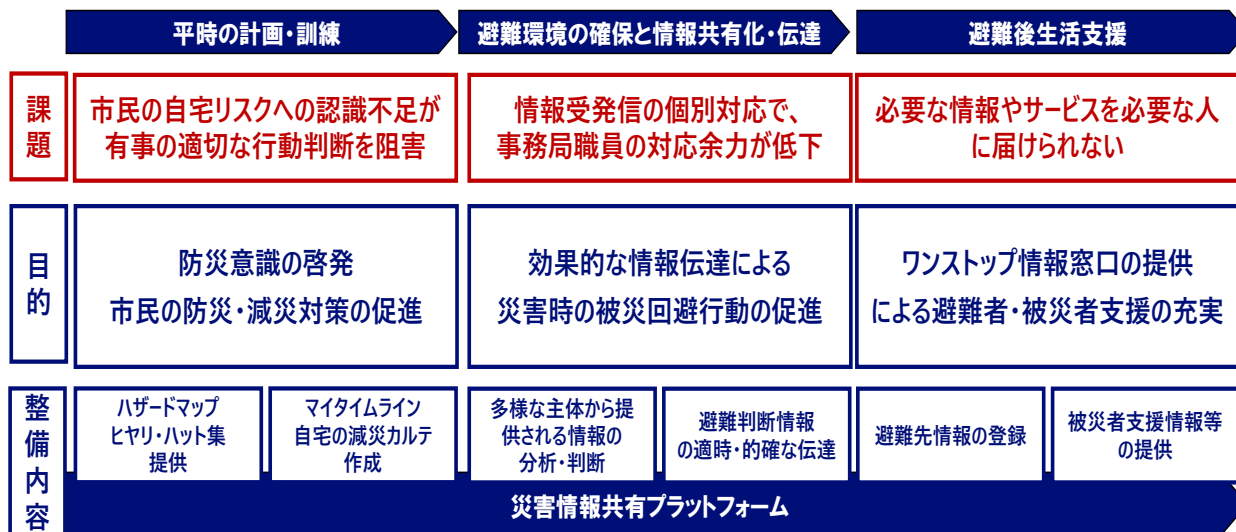 平時の計画・訓練
避難環境の確保と情報共有化・伝達
避難後生活支援
課題
市民の自宅リスクへの認識不足が
有事の適切な行動判断を阻害
情報受発信の個別対応で、
事務局職員の対応余力が低下
必要な情報やサービスを必要な人
に届けられない
目的
防災意識の啓発
市民の防災・減災対策の促進
効果的な情報伝達による
災害時の被災回避行動の促進
ワンストップ情報窓口の提供
による避難者・被災者支援の充実
整備内容
ハザードマップ
ヒヤリ・ハット集
提供
マイタイムライン
自宅の減災カルテ
作成
多様な主体から提
供される情報の
分析・判断
避難判断情報
の適時・的確な伝達
避難先情報の登録
被災者支援情報等
の提供
災害情報共有プラットフォーム